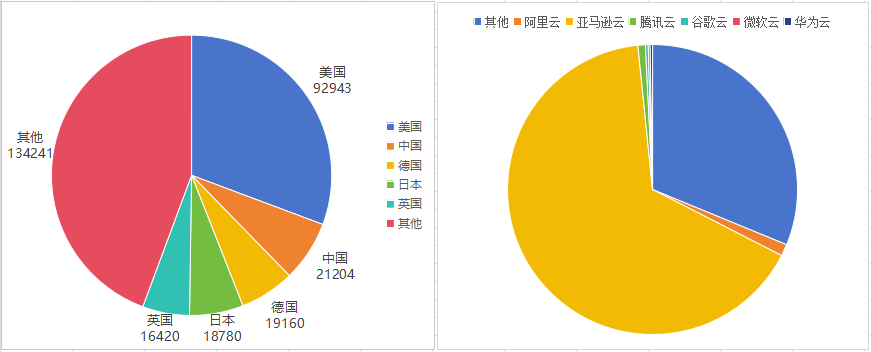 美国
92943
其他
134241
中国
21204
德国
19160
日本
18780
英国
16420
美国
中国
德国
日本
英国
其他
其他 阿里云 亚马逊云 腾讯云 谷歌云 微软云 华为云